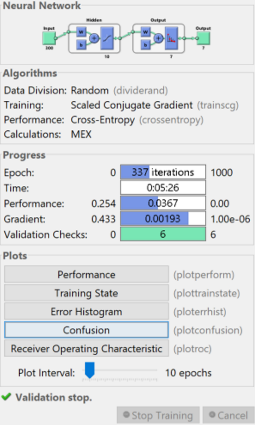 Neural Network
Hidden Output
Input Output
W W
b b
10 7 7
Algorithms
Data Division: Random (dividerand)
Training: Scaled Conjugate Gradient (trainscg)
Performance: Cross-Entropy (crossentropy)
Calculations: MEX
Progress
Epoch: 0 337 iterations 1000
Time: 0:05:26
Performance: 0.254 0.0367 0.00
Gradient: 0.433 0.00193 1.00e-06
Validation Checks: 0 6 6
Plots
Performance (plotperform)
Training State (plottrainstate)
Error Histogram (ploterrhist)
Confusion (plotconfusion)
Receiver Operating Characteristic (plotroc)
Plot Interval: 10 epochs
Validation stop.
Stop Training Cancel